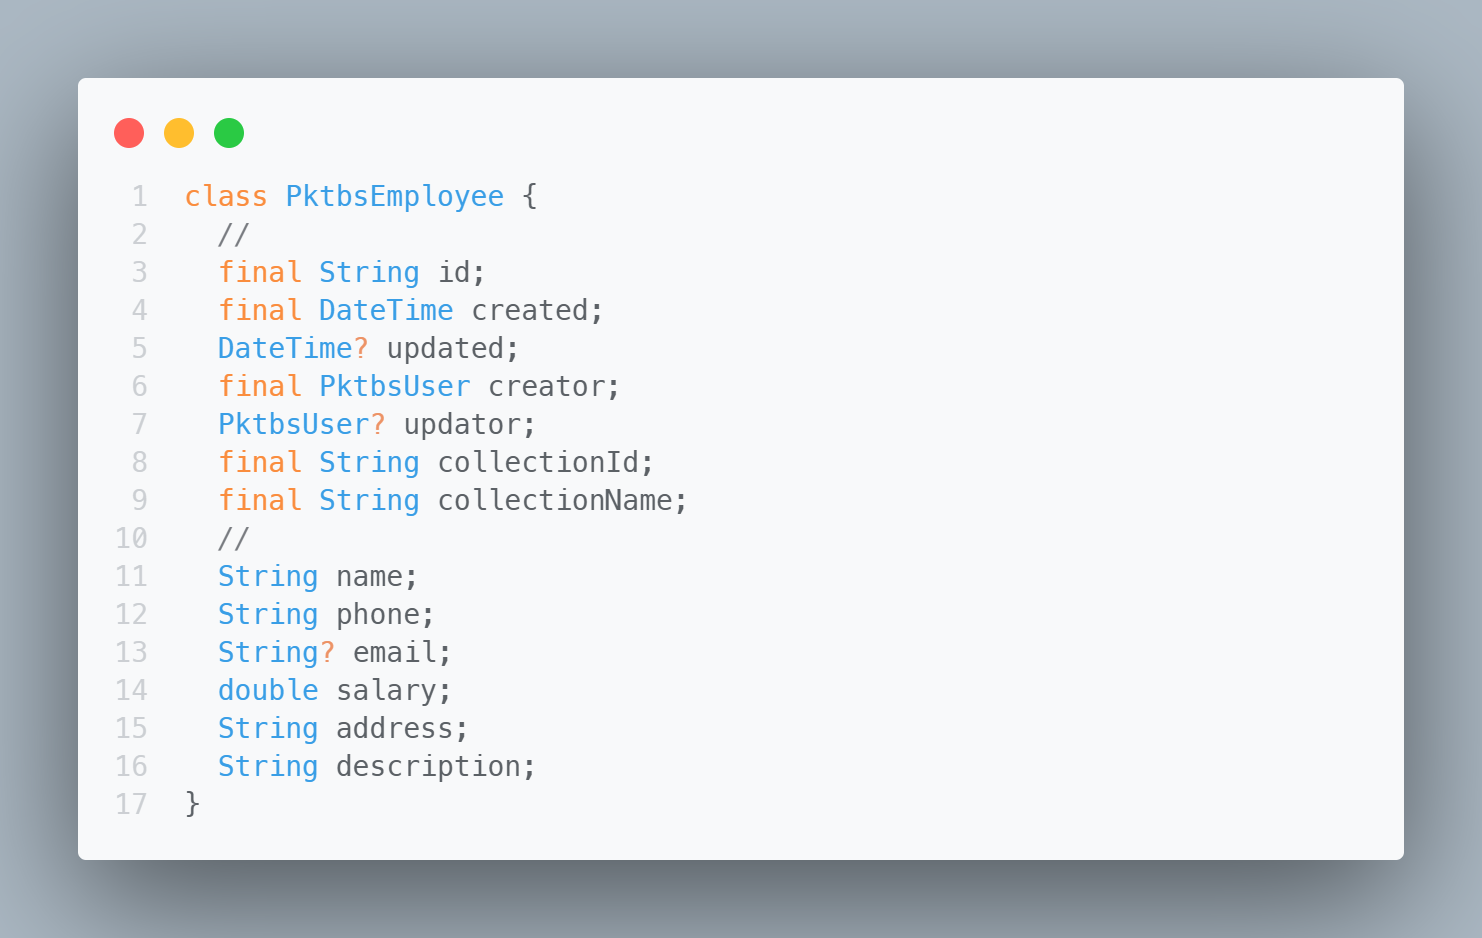 1 class PktbsEmployee {
2   //
3   final String id;
4   final DateTime created;
5   DateTime? updated;
6   final PktbsUser creator;
7   PktbsUser? updator;
8   final String collectionId;
9   final String collectionName;
10   //
11   String name;
12   String phone;
13   String? email;
14   double salary;
15   String address;
16   String description;
17 }